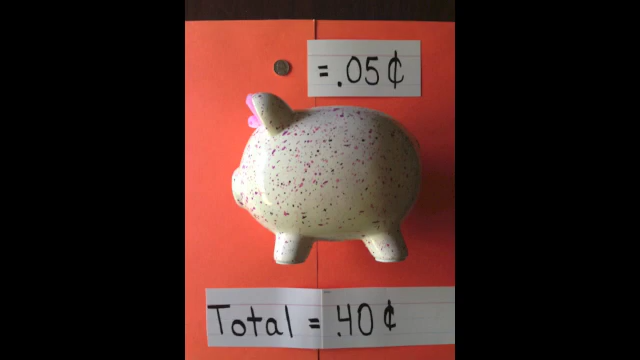 = .05 ¢
Total = .40 ¢